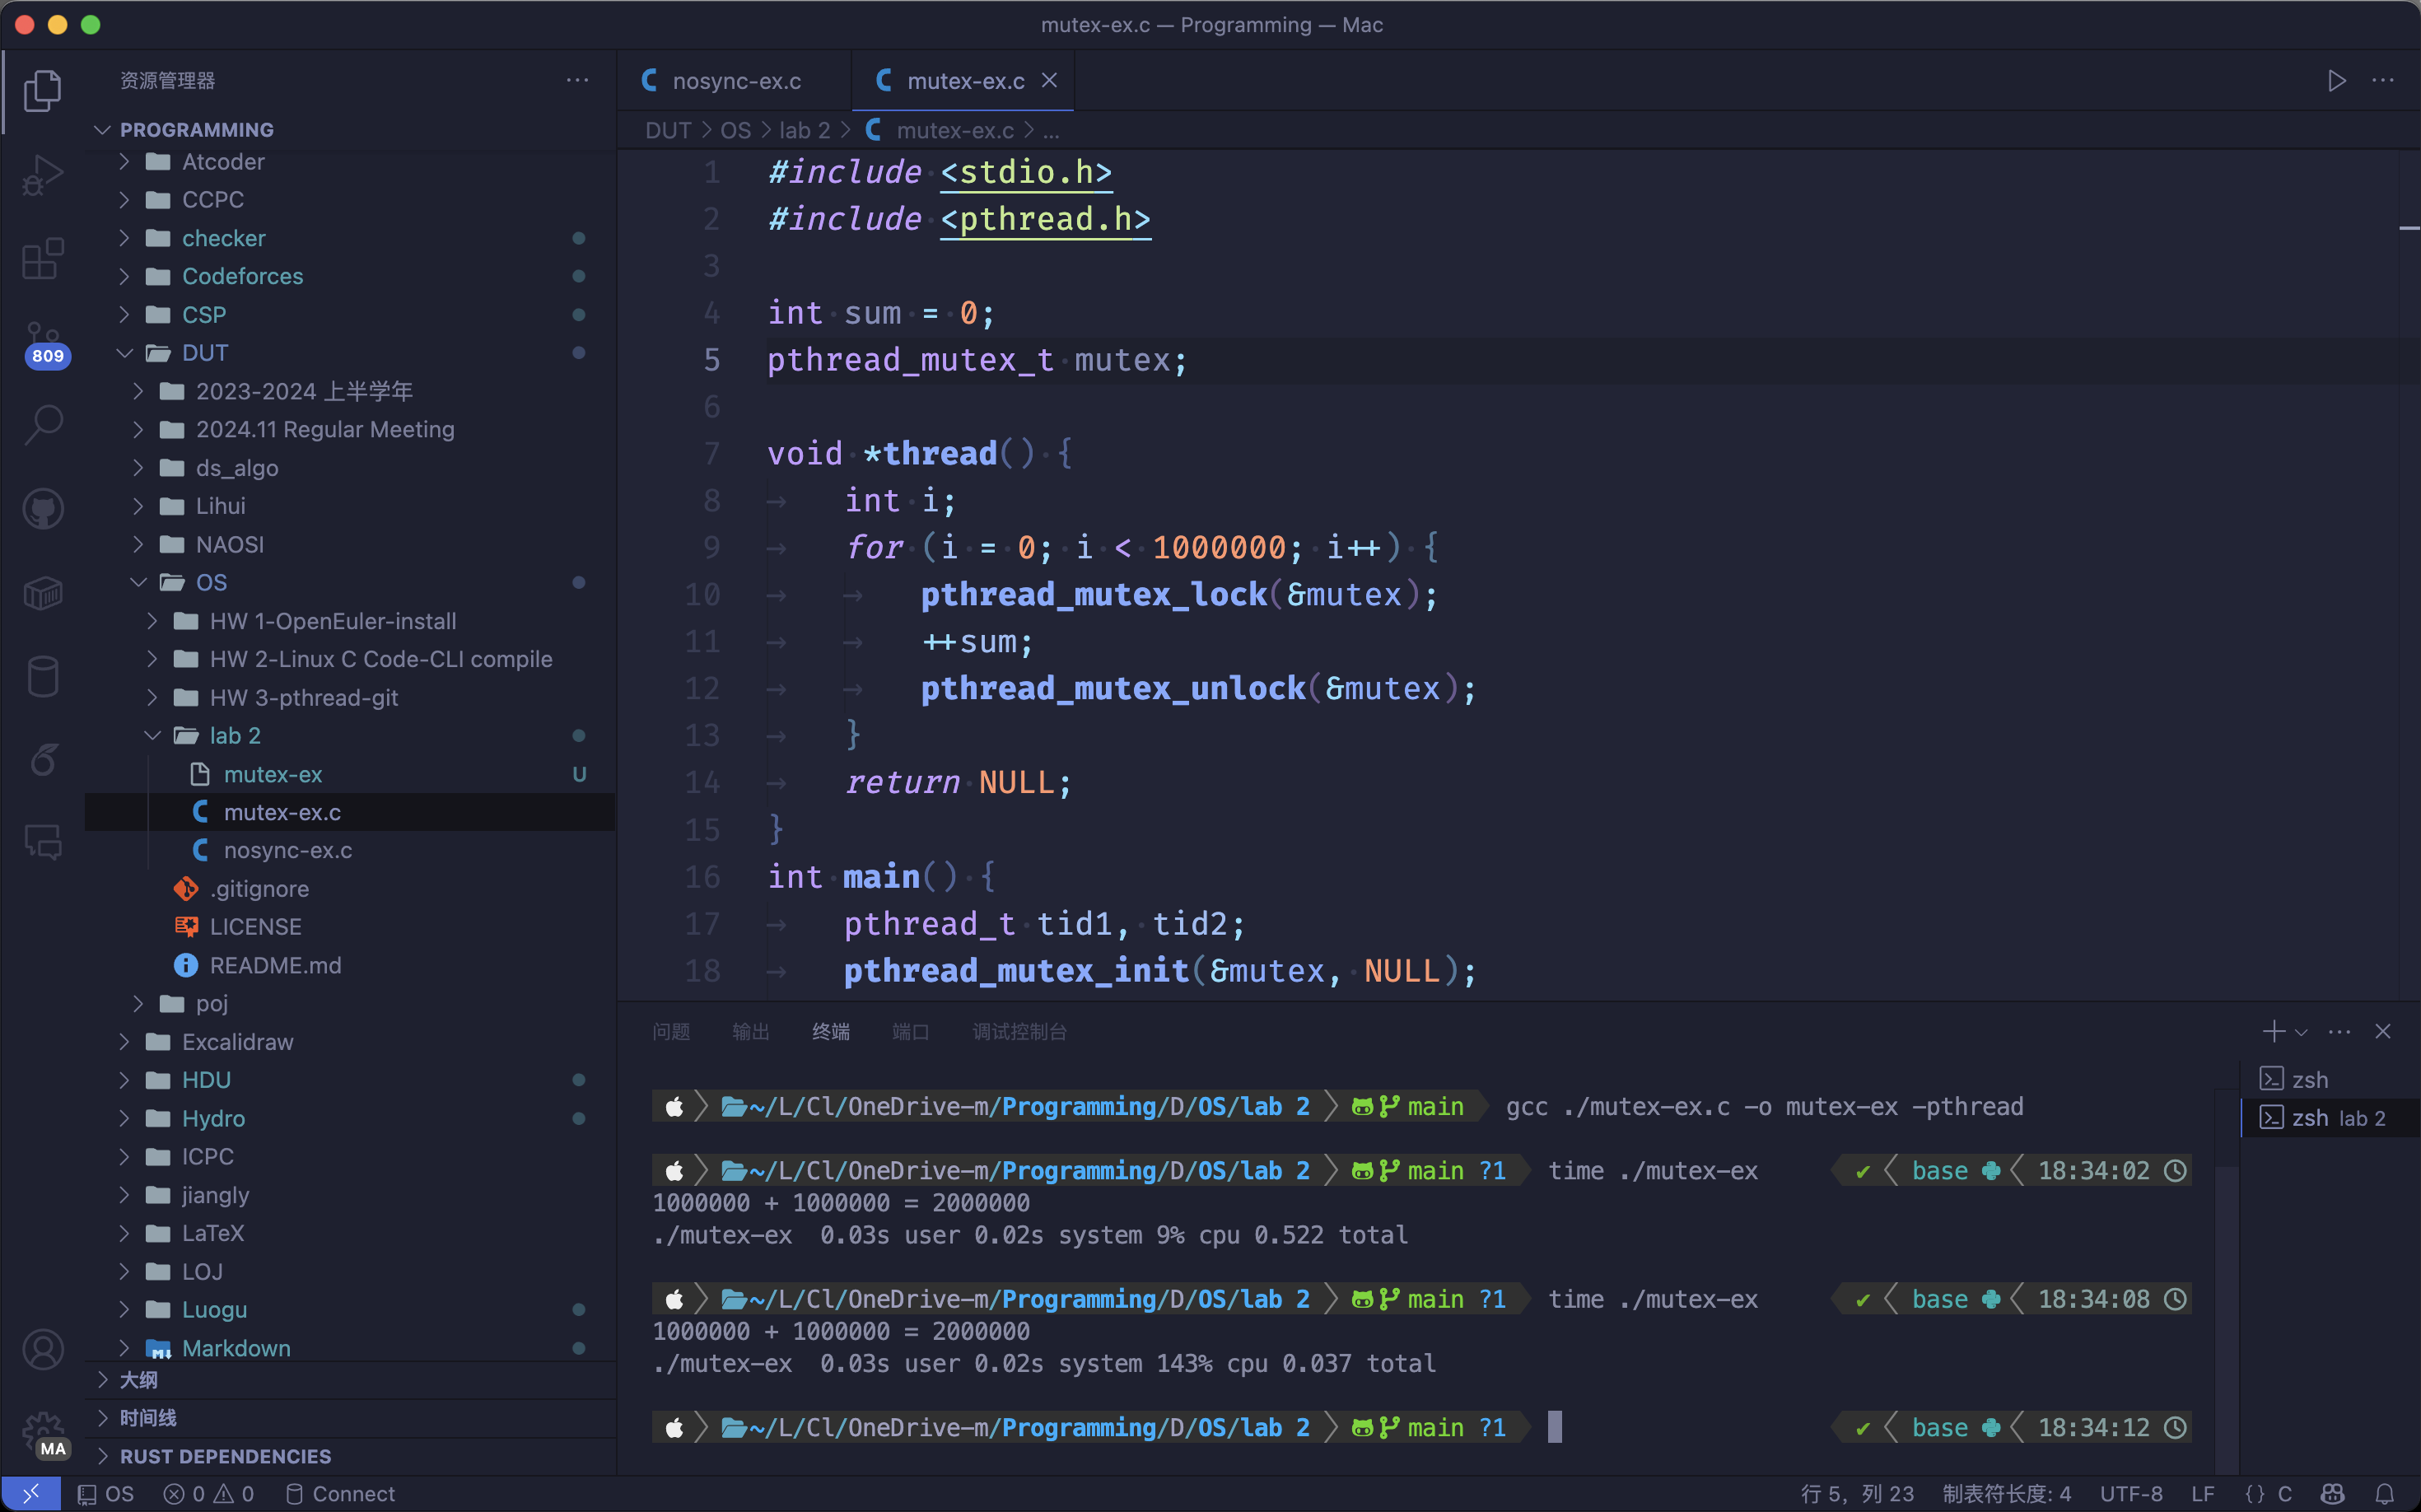 mutex-ex.c — Programming — Mac
资源管理器
PROGRAMMING
Atcoder
CCPC
checker
Codeforces
CSP
DUT
2023-2024 上半学年
2024.11 Regular Meeting
ds_algo
Lihui
NAOSI
OS
HW 1-OpenEuler-install
HW 2-Linux C Code-CLI compile
HW 3-pthread-git
lab 2
mutex-ex U
mutex-ex.c
nosync-ex.c
.gitignore
LICENSE
README.md
poj
Excalidraw
HDU
Hydro
ICPC
jiangly
LaTeX
LOJ
Luogu
Markdown
大纲
时间线
RUST DEPENDENCIES
809
MA
nosync-ex.c
mutex-ex.c
DUT > OS > lab 2 > mutex-ex.c > ...
1 #include <stdio.h>
2 #include <pthread.h>
3
4 int sum = 0;
5 pthread_mutex_t mutex;
6
7 void *thread() {
8 int i;
9 for (i = 0; i < 1000000; i++) {
10 pthread_mutex_lock(&mutex);
11 ++sum;
12 pthread_mutex_unlock(&mutex);
13 }
14 return NULL;
15 }
16 int main() {
17 pthread_t tid1, tid2;
18 pthread_mutex_init(&mutex, NULL);
问题 输出 终端 端口 调试控制台
~/L/Cl/OneDrive-m/Programming/D/OS/lab 2 main gcc ./mutex-ex.c -o mutex-ex -pthread
~/L/Cl/OneDrive-m/Programming/D/OS/lab 2 main ?1 time ./mutex-ex ✔ base 18:34:02
1000000 + 1000000 = 2000000
./mutex-ex 0.03s user 0.02s system 9% cpu 0.522 total
~/L/Cl/OneDrive-m/Programming/D/OS/lab 2 main ?1 time ./mutex-ex ✔ base 18:34:08
1000000 + 1000000 = 2000000
./mutex-ex 0.03s user 0.02s system 143% cpu 0.037 total
~/L/Cl/OneDrive-m/Programming/D/OS/lab 2 main ?1 ✔ base 18:34:12
zsh
zsh lab 2
OS 0 0 Connect 行 5，列 23 制表符长度: 4 UTF-8 LF {} C